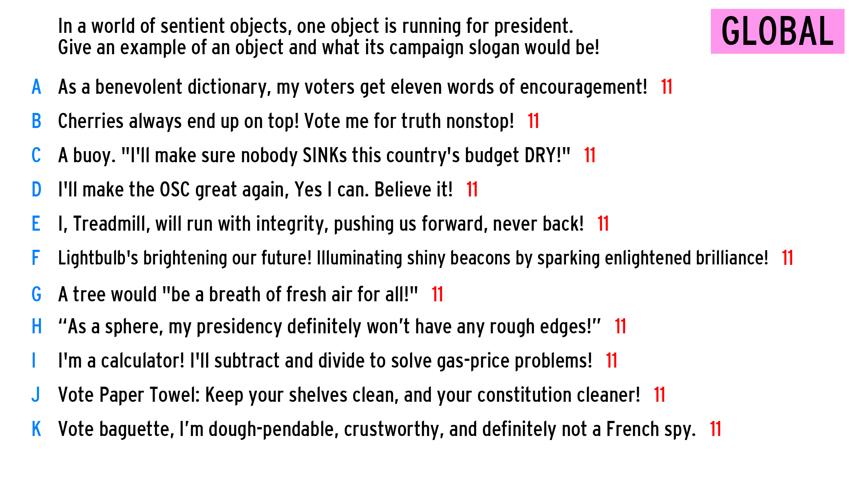 In a world of sentient objects, one object is running for president.
Give an example of an object and what its campaign slogan would be!
GLOBAL
A As a benevolent dictionary, my voters get eleven words of encouragement! 11
B Cherries always end up on top! Vote me for truth nonstop! 11
C A buoy. "I'll make sure nobody SINKs this country's budget DRY!" 11
D I'll make the OSC great again, Yes I can. Believe it! 11
E I, Treadmill, will run with integrity, pushing us forward, never back! 11
F Lightbulb's brightening our future! Illuminating shiny beacons by sparking enlightened brilliance! 11
G A tree would "be a breath of fresh air for all!" 11
H “As a sphere, my presidency definitely won’t have any rough edges!” 11
I I'm a calculator! I'll subtract and divide to solve gas-price problems! 11
J Vote Paper Towel: Keep your shelves clean, and your constitution cleaner! 11
K Vote baguette, I’m dough-pendable, crustworthy, and definitely not a French spy. 11